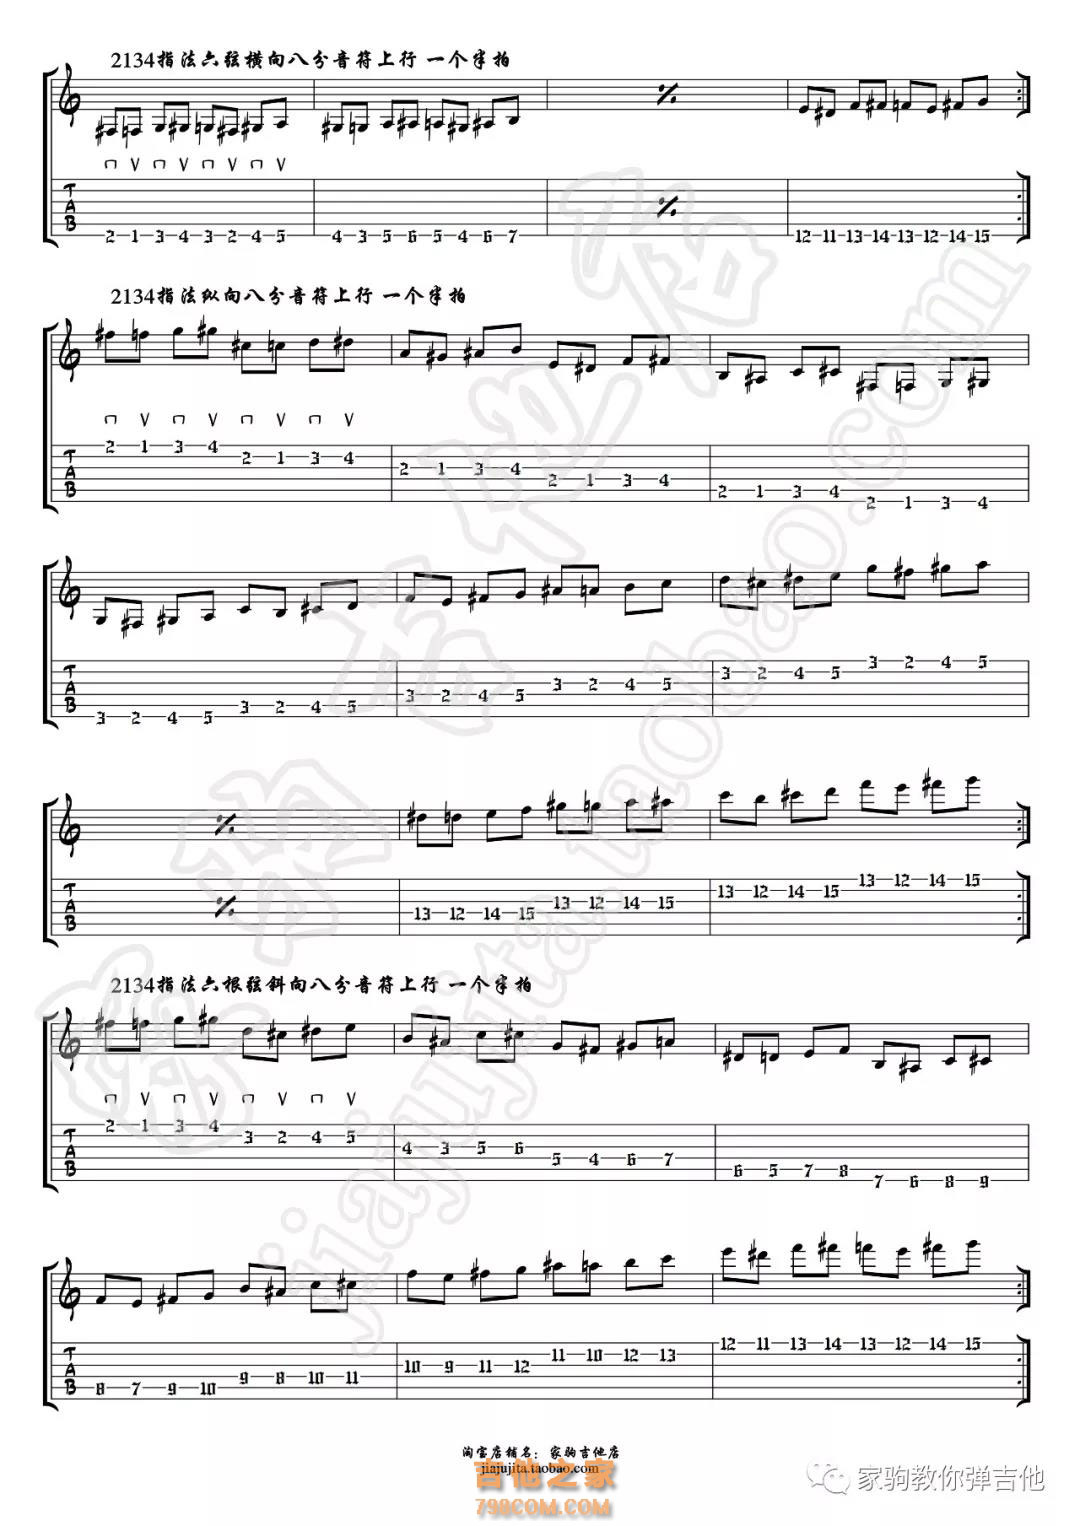 2134指法六弦横向八分音符上行 一个半拍
T
A
B
2 1 3 4 3 2 4 5 4 3 5 6 5 4 6 7 12 11 13 14 13 12 14 15
2134指法纵向八分音符上行 一个半拍
T
A
B
2 1 3 4 2 1 3 4 2 1 3 4 2 1 3 4 2 1 3 4 2 1 3 4
T
A
B
3 2 4 5 3 2 4 5 3 2 4 5 3 2 4 5 3 2 4 5 3 2 4 5
T
A
B
13 12 14 15 13 12 14 15 13 12 14 15 13 12 14 15
2134指法六根弦斜向八分音符上行 一个半拍
T
A
B
2 1 3 4 3 2 4 5 4 3 5 6 5 4 6 7 6 5 7 8 7 6 8 9
T
A
B
8 7 9 10 9 8 10 11 10 9 11 12 11 10 12 13 12 11 13 14 13 12 14 15
家驹吉他店
jiajujita.taobao.com
淘宝店铺名：家驹吉他店
jiajujita.taobao.com
吉他之家
798COM.COM
家驹教你弹吉他